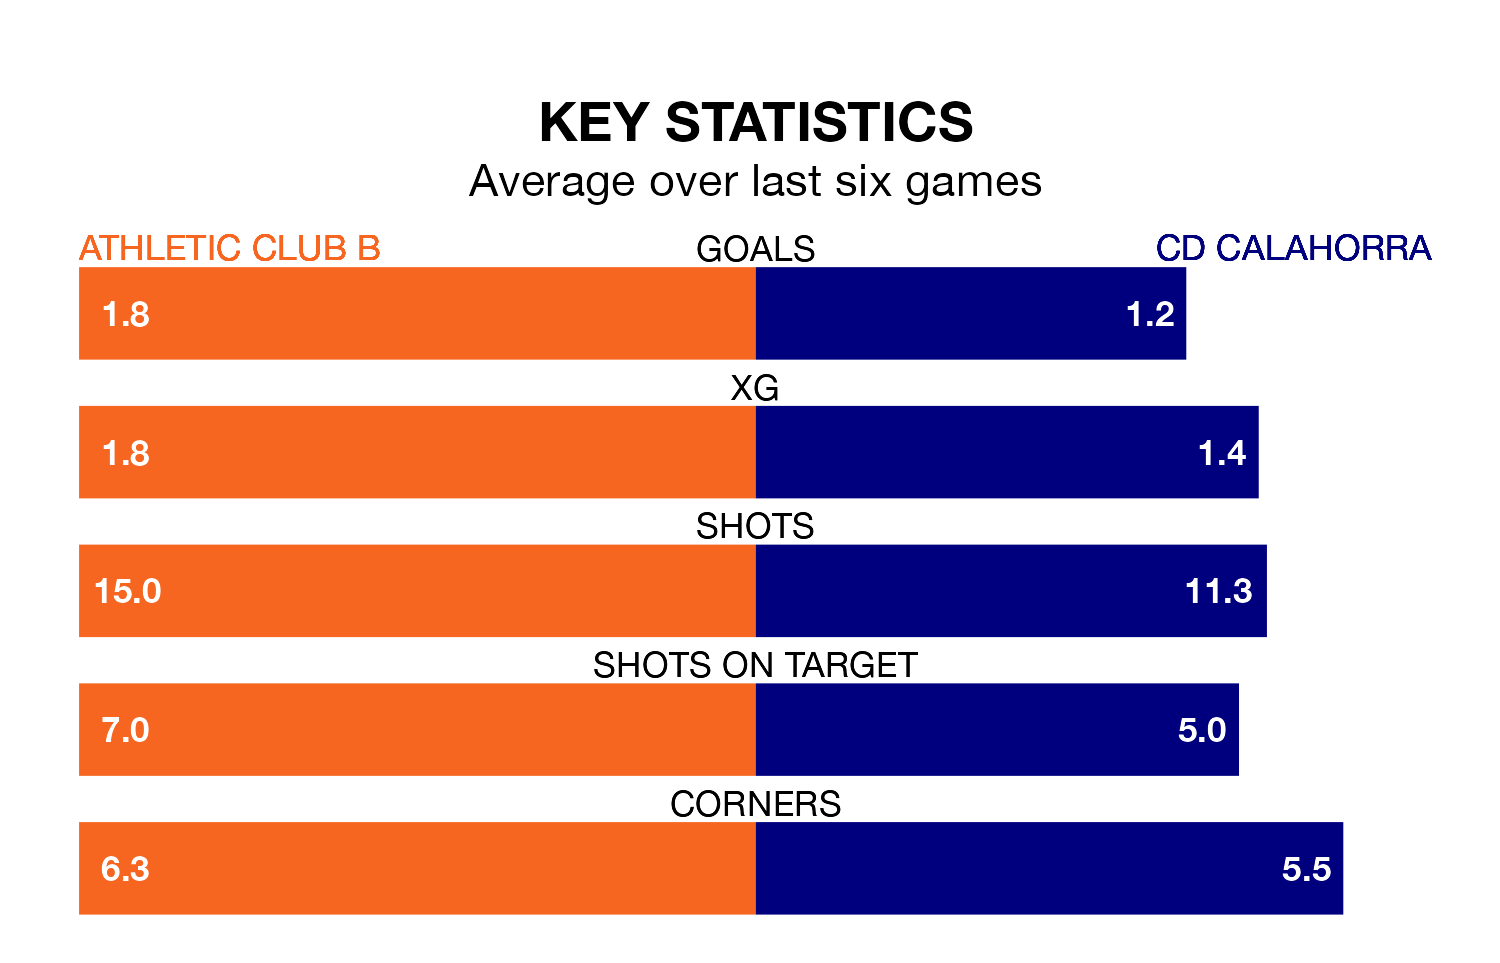 KEY STATISTICS
Average over last six games
ATHLETIC CLUB B GOALS CD CALAHORRA
1.8 1.2
XG
1.8 1.4
SHOTS
15.0 11.3
SHOTS ON TARGET
7.0 5.0
CORNERS
6.3 5.5